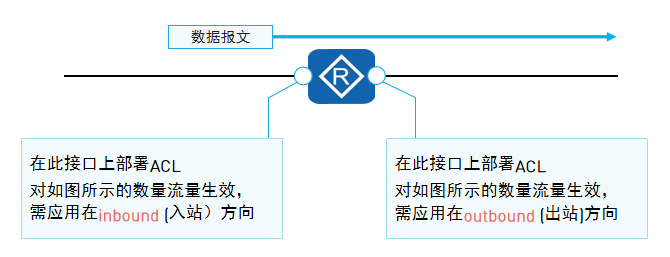 数据报文
R
在此接口上部署ACL
对如图所示的数量流量生效，
需应用在inbound (入站）方向
在此接口上部署ACL
对如图所示的数量流量生效，
需应用在outbound (出站)方向